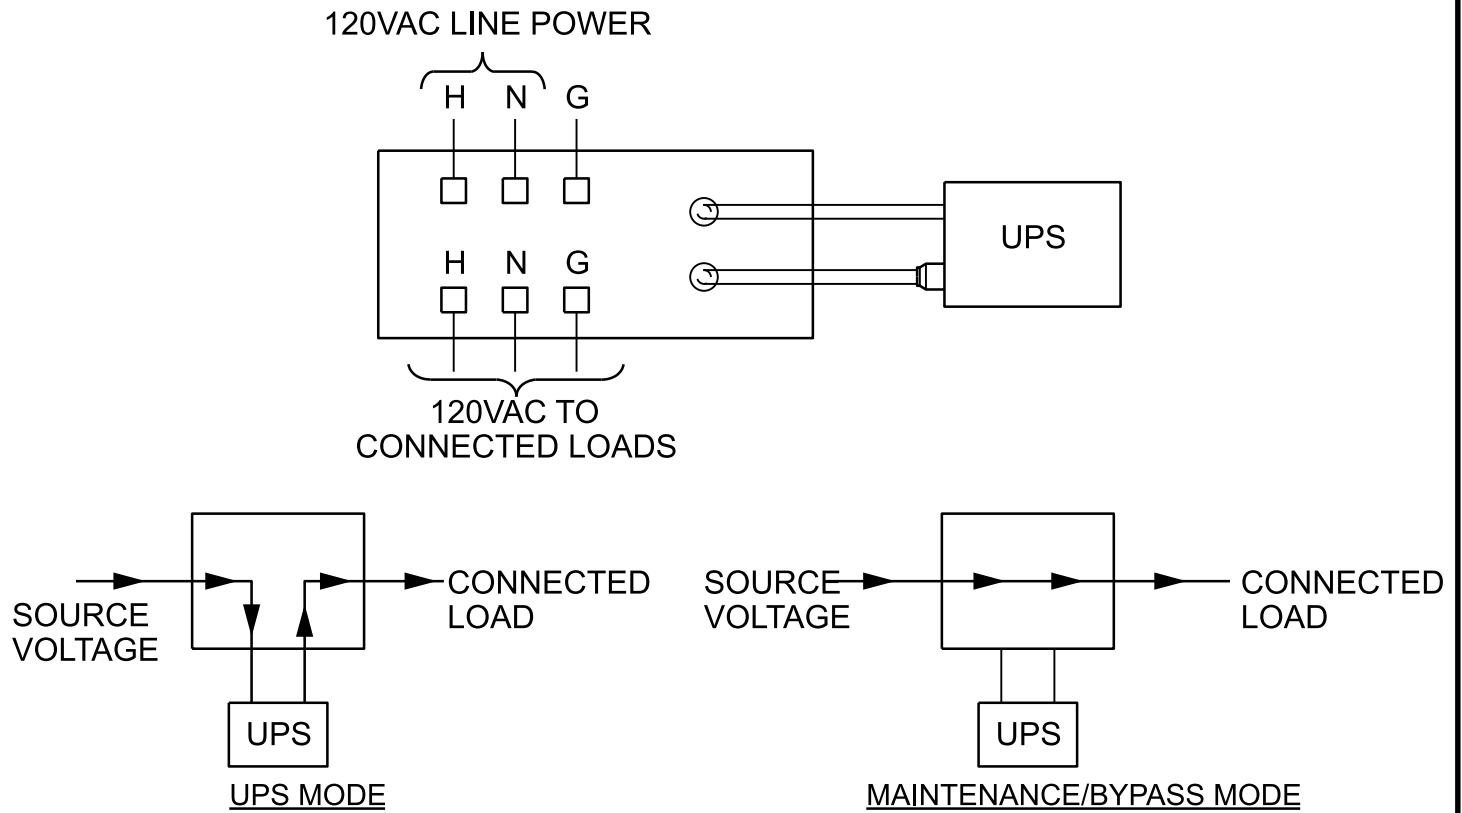 120VAC LINE POWER
H N G
UPS
H N G
120VAC TO
CONNECTED LOADS
SOURCE
VOLTAGE
CONNECTED
LOAD
UPS
UPS MODE
SOURCE
VOLTAGE
CONNECTED
LOAD
UPS
MAINTENANCE/BYPASS MODE